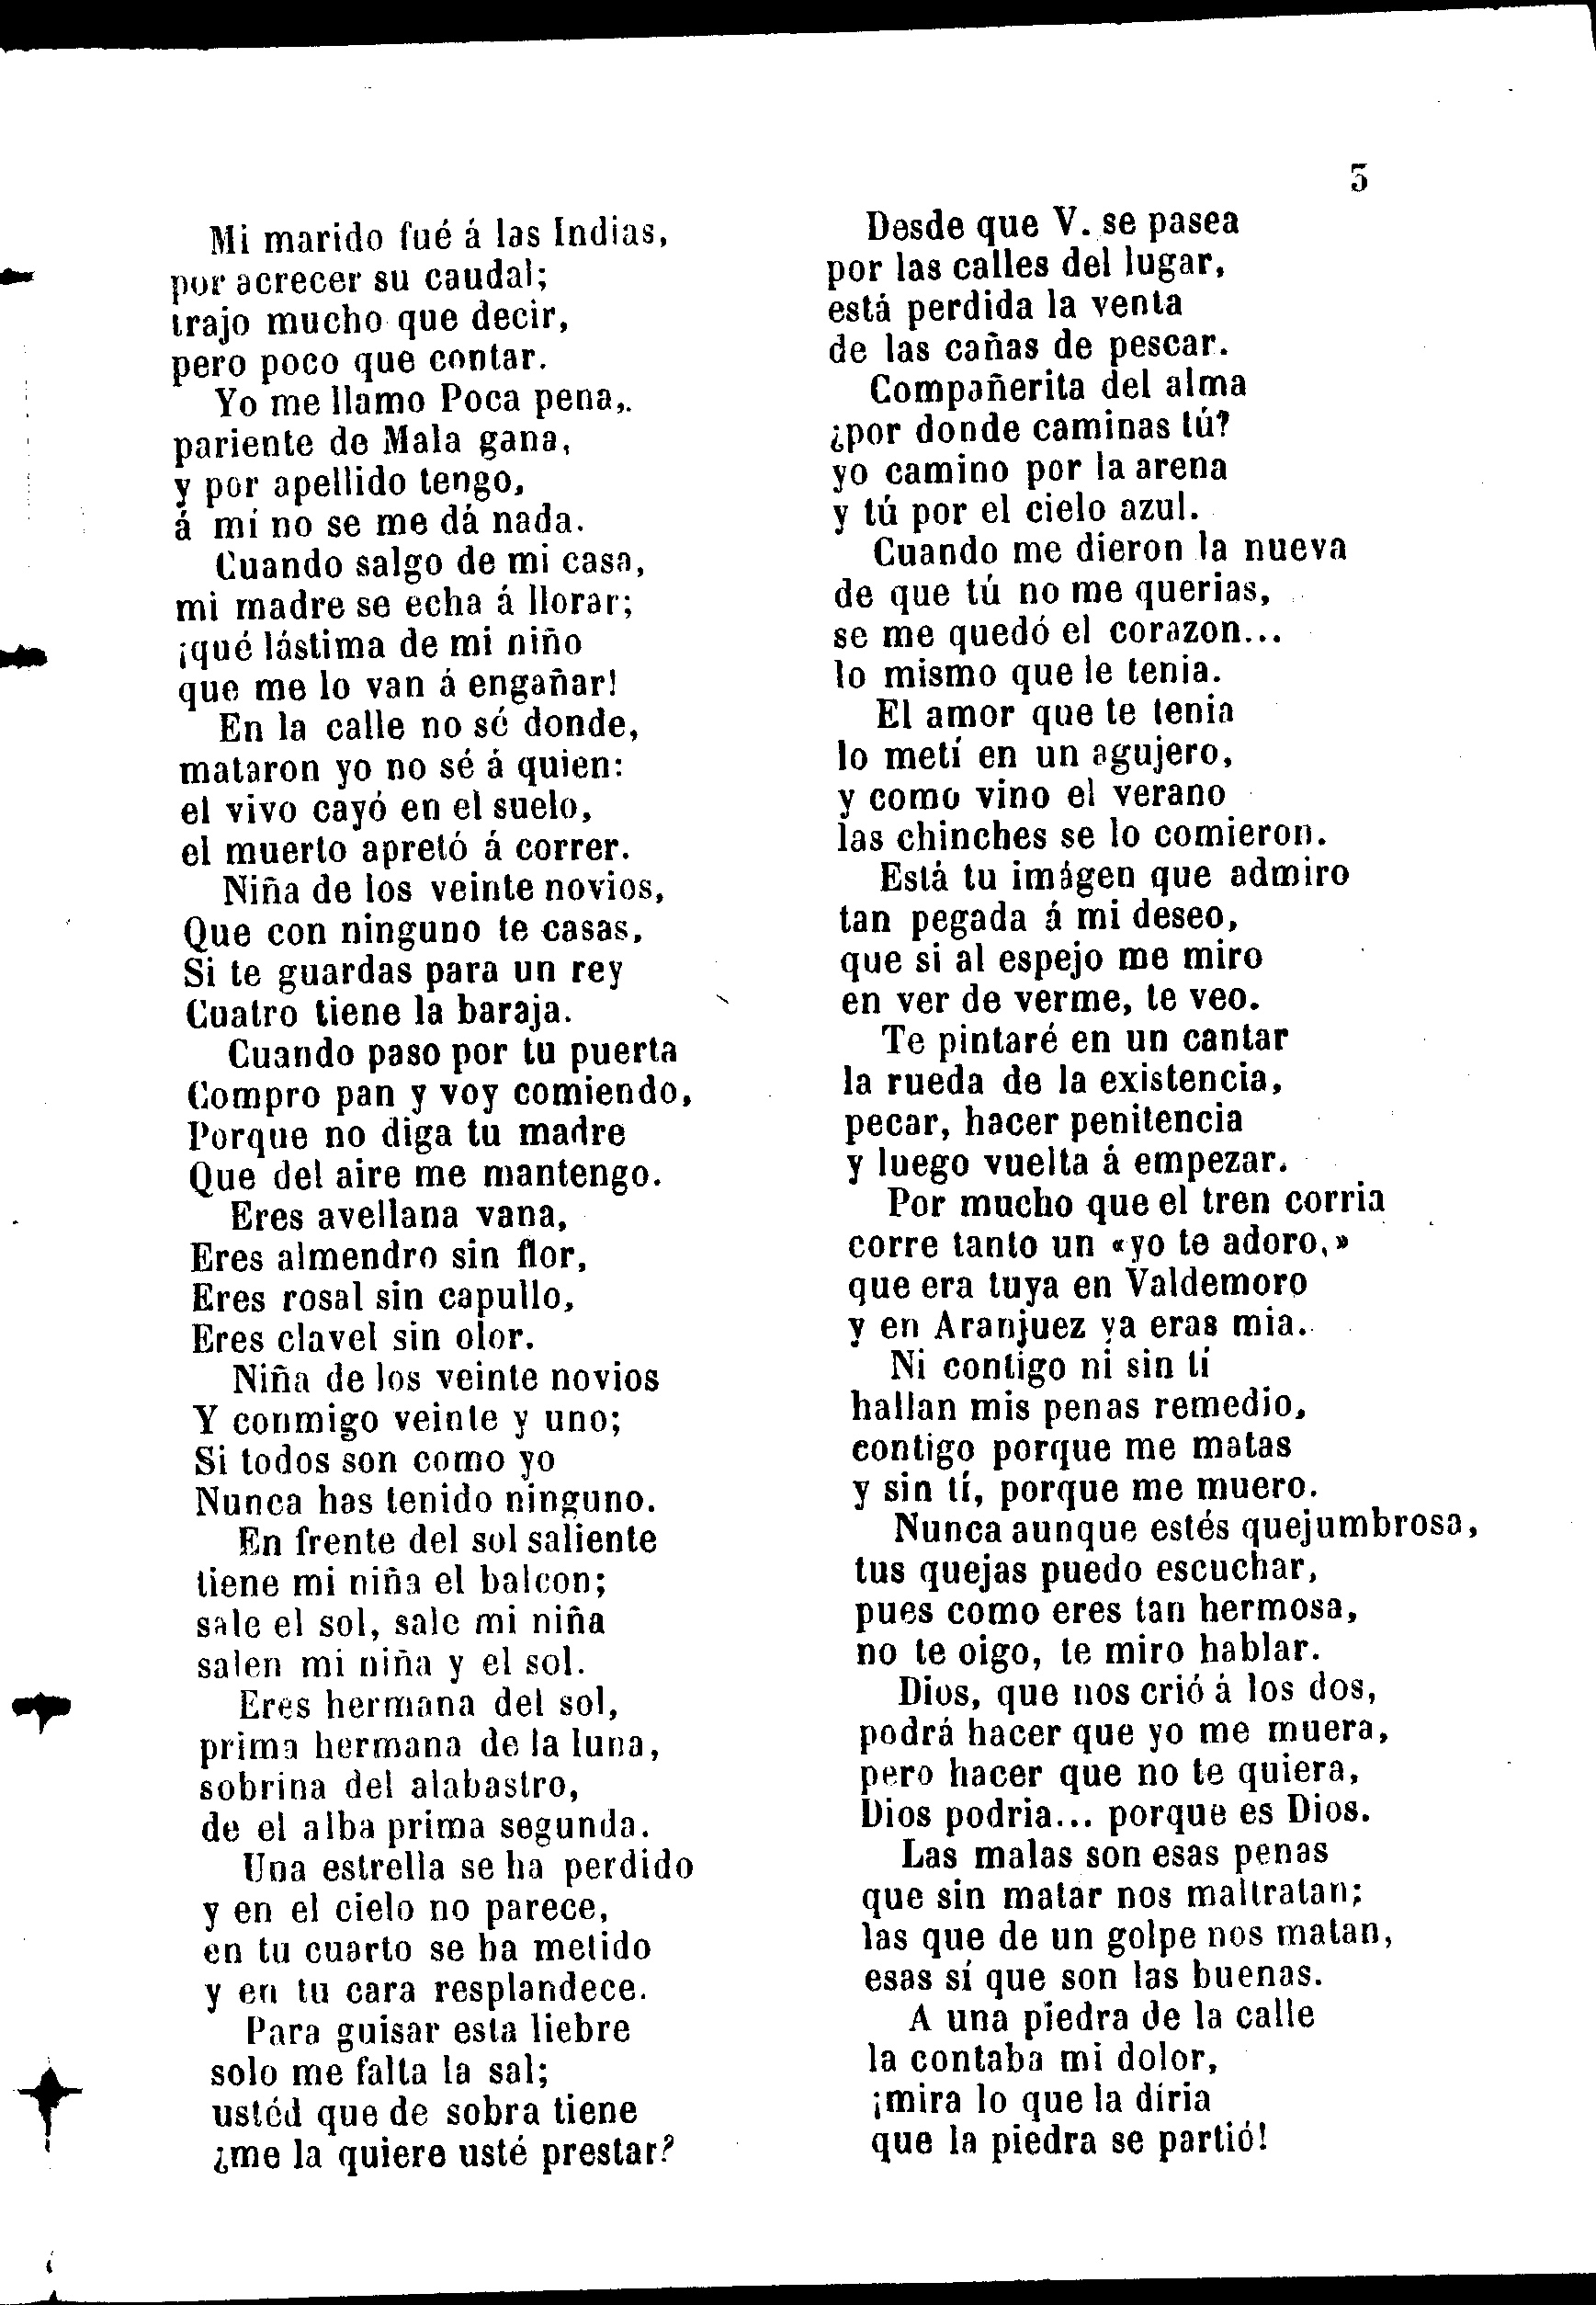 3
Mi marido fué á las Indias,
por acrecer su caudal;
trajo mucho que decir,
pero poco que contar.
Yo me llamo Poca pena,.
pariente de Mala gana,
y por apellido tengo,
á mí no se me dá nada.
Cuando salgo de mi casa,
mi madre se echa á llorar;
¡qué lástima de mi niño
que me lo van á engañar!
En la calle no sé donde,
mataron yo no sé á quien:
el vivo cayó en el suelo,
el muerto apretó á correr.
Niña de los veinte novios,
Que con ninguno te casas,
Si te guardas para un rey
Cuatro tiene la baraja.
Cuando paso por tu puerta
Compro pan y voy comiendo,
Porque no diga tu madre
Que del aire me mantengo.
Eres avellana vana,
Eres almendro sin flor,
Eres rosal sin capullo,
Eres clavel sin olor.
Niña de los veinte novios
Y conmigo veinte y uno;
Si todos son como yo
Nunca has tenido ninguno.
En frente del sol saliente
tiene mi niña el balcon;
sale el sol, sale mi niña
salen mi niña y el sol.
Eres hermana del sol,
prima hermana de la luna,
sobrina del alabastro,
de el alba prima segunda.
Una estrella se ha perdido
y en el cielo no parece,
en tu cuarto se ha metido
y en tu cara resplandece.
Para guisar esta liebre
solo me falta la sal;
ustéd que de sobra tiene
¿me la quiere usté prestar?
Desde que V. se pasea
por las calles del lugar,
está perdida la venta
de las cañas de pescar.
Compañerita del alma
¿por donde caminas tú?
yo camino por la arena
y tú por el cielo azul.
Cuando me dieron la nueva
de que tú no me querias,
se me quedó el corazon...
lo mismo que le tenia.
El amor que te tenia
lo metí en un agujero,
y como vino el verano
las chinches se lo comieron.
Está tu imágen que admiro
tan pegada á mi deseo,
que si al espejo me miro
en ver de verme, te veo.
Te pintaré en un cantar
la rueda de la existencia,
pecar, hacer penitencia
y luego vuelta á empezar.
Por mucho que el tren corria
corre tanto un «yo te adoro,»
que era tuya en Valdemoro
y en Aranjuez ya eras mia.
Ni contigo ni sin tí
hallan mis penas remedio,
contigo porque me matas
y sin tí, porque me muero.
Nunca aunque estés quejumbrosa,
tus quejas puedo escuchar,
pues como eres tan hermosa,
no te oigo, te miro hablar.
Dios, que nos crió á los dos,
podrá hacer que yo me muera,
pero hacer que no te quiera,
Dios podria... porque es Dios.
Las malas son esas penas
que sin matar nos maltratan;
las que de un golpe nos matan,
esas sí que son las buenas.
A una piedra de la calle
la contaba mi dolor,
¡mira lo que la diria
que la piedra se partió!